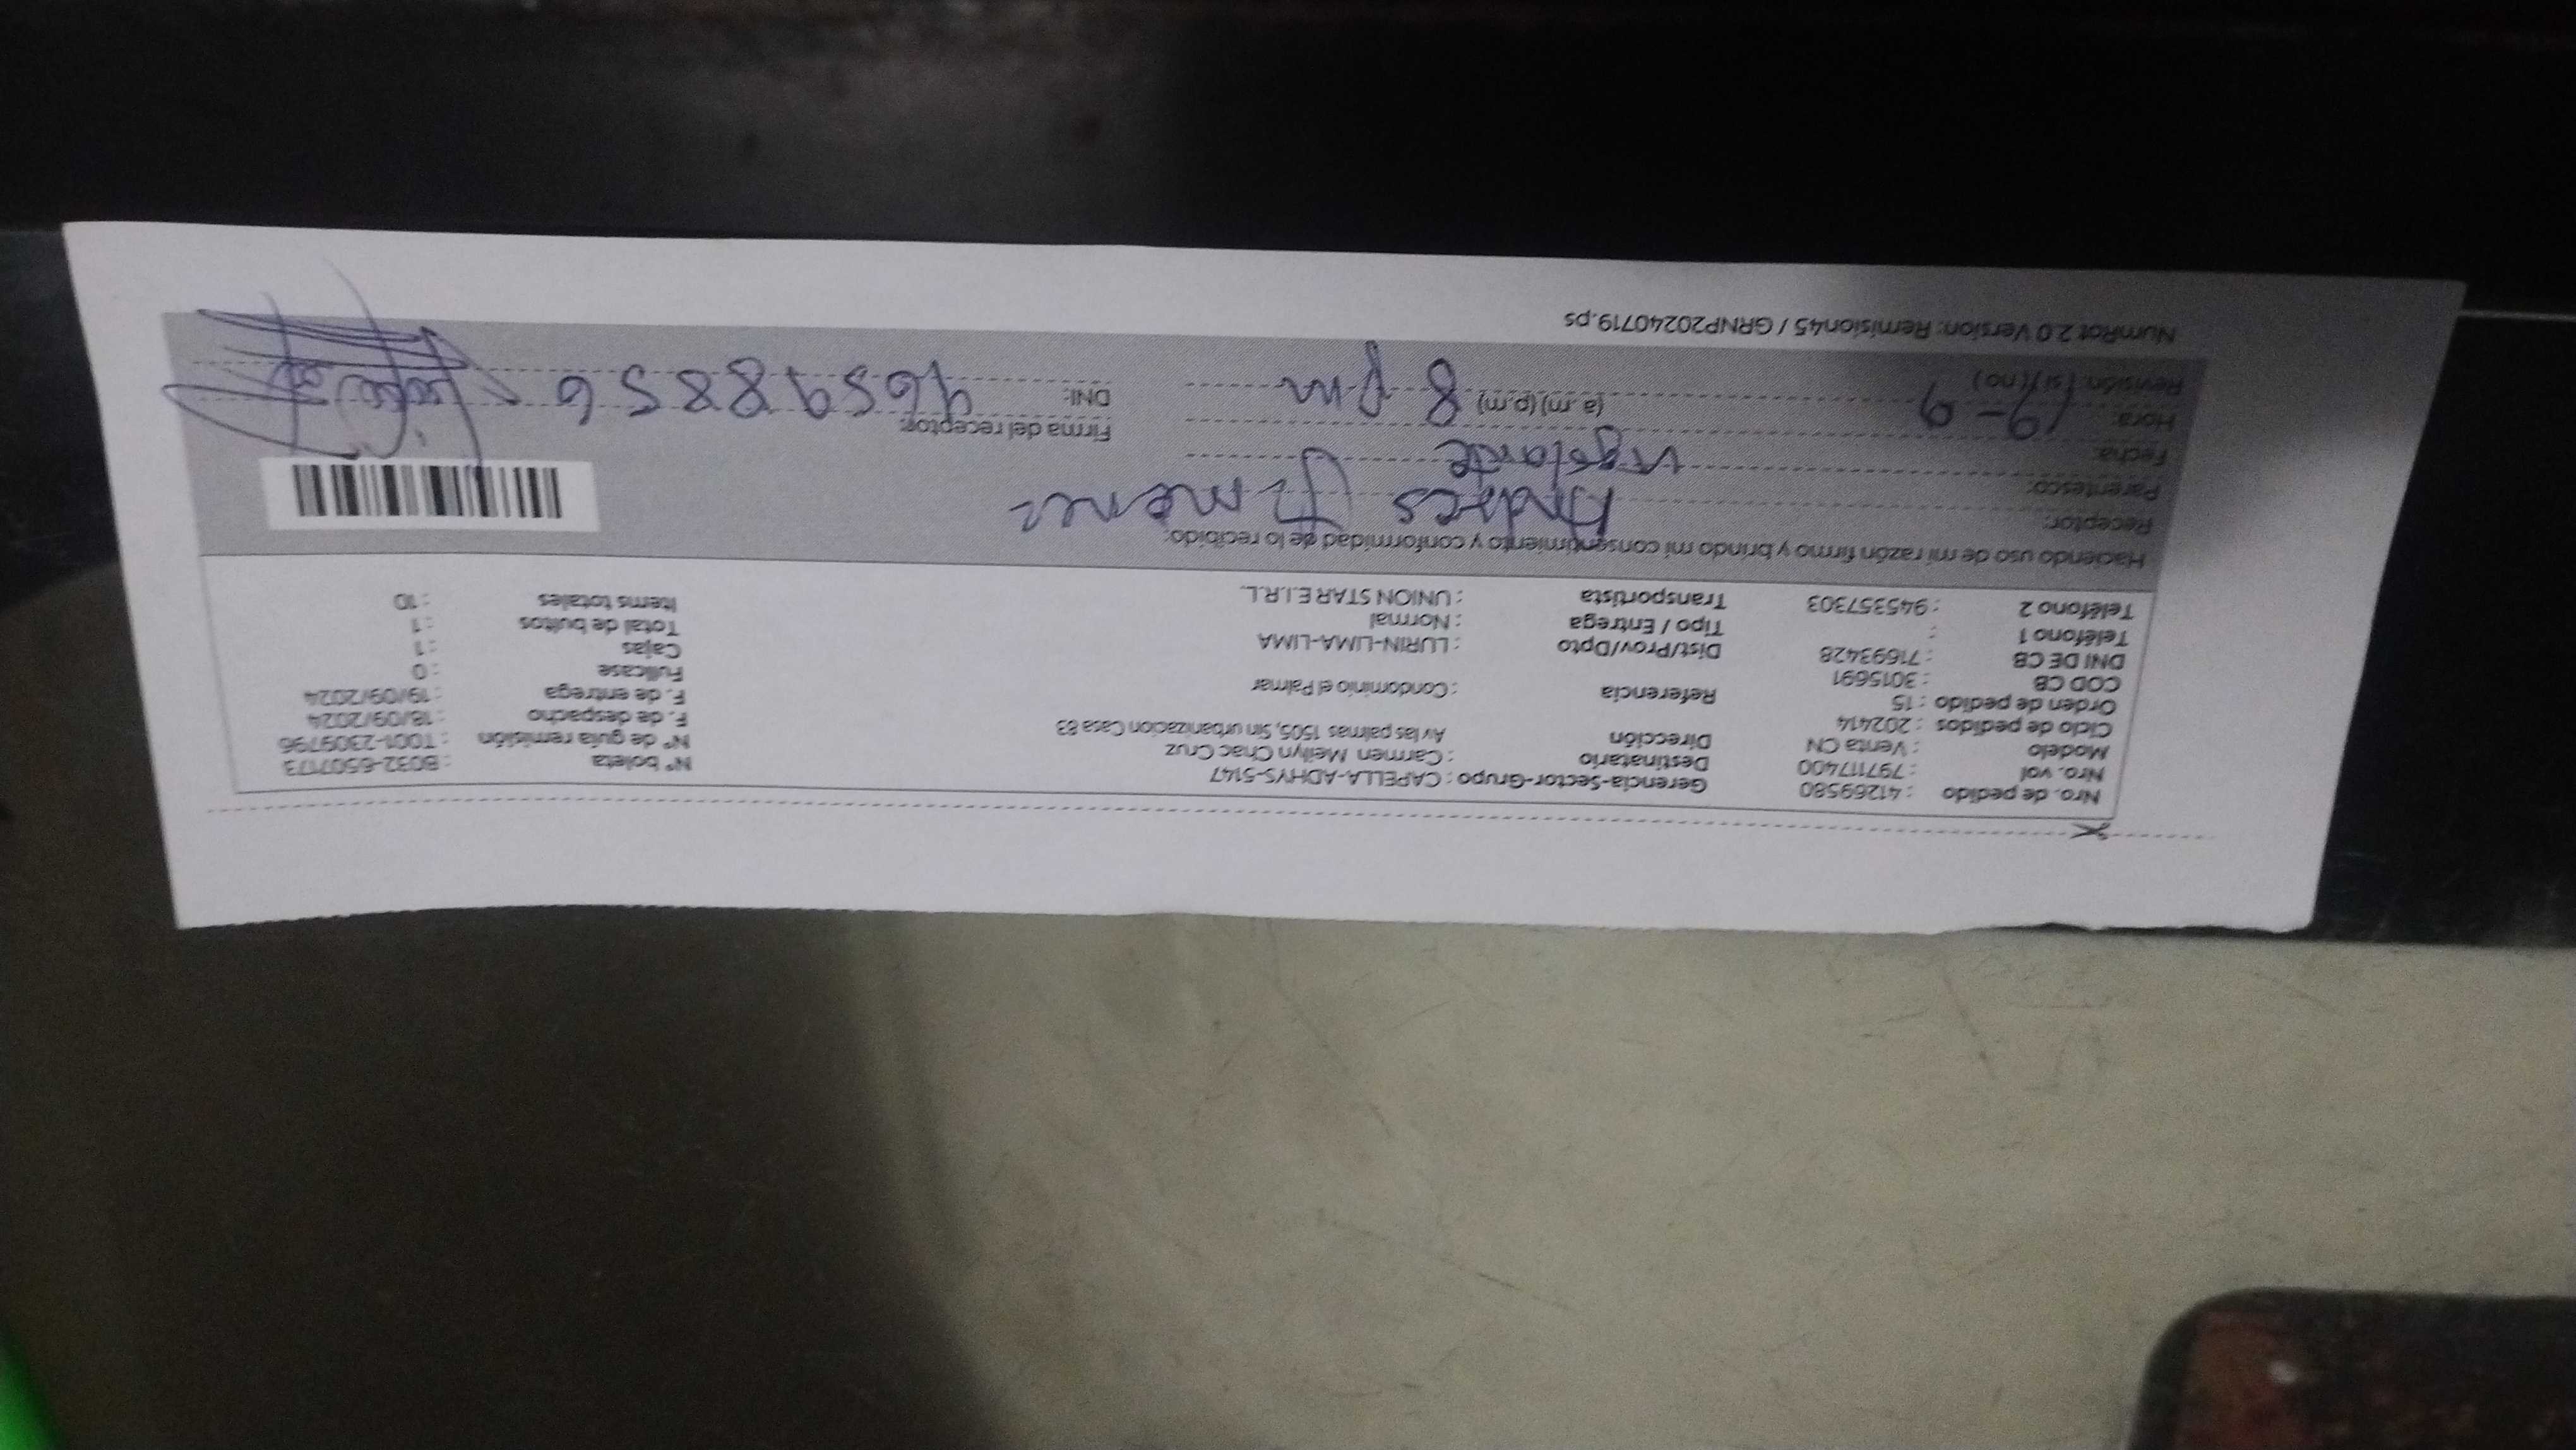 Nro. de pedido : 41269580 Gerencia-Sector-Grupo : CAPELLA-ADHYS-5147 N° boleta : B032-6507173
Nro. vol : 797117400 Destinatario : Carmen Meilyn Chac Cruz N° de guía remisión : T001-2309796
Modelo : Venta CN Dirección Av las palmas 1505, Sin urbanizacion Casa 83 F. de despacho : 18/09/2024
Ciclo de pedidos : 202414 F. de entrega : 19/09/2024
Orden de pedido : 15 Referencia : Condominio el Palmar Fullcase : 0
COD CB : 3015691 Cajas : 1
DNI DE CB : 71693428 Dist/Prov/Dpto : LURIN-LIMA-LIMA Total de bultos : 1
Teléfono 1 : Tipo / Entrega : Normal Items totales : 10
Teléfono 2 : 945357303 Transportista : UNION STAR E.I.R.L.
Haciendo uso de mi razón firmo y brindo mi consentimiento y conformidad de lo recibido:
Receptor: Andres
Parentesco: vigelante
Fecha:
Hora: 19-9 (a.m) (p.m) 8 pm Firma del receptor:
Revisión: (si) (no) DNI: 96598856
NumRot 2.0 Version: Remision45 / GRNP20240719.ps